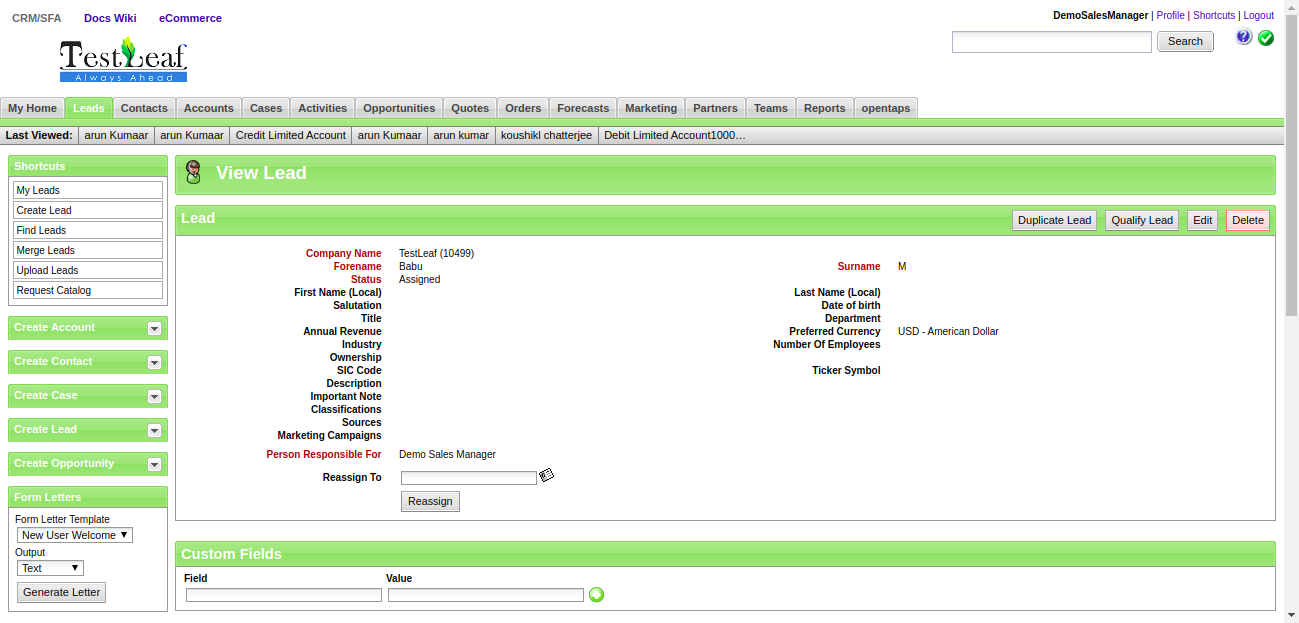 CRM/SFA Docs Wiki eCommerce
DemoSalesManager | Profile | Shortcuts | Logout
TestLeaf
Always Ahead
Search
My Home Leads Contacts Accounts Cases Activities Opportunities Quotes Orders Forecasts Marketing Partners Teams Reports opentaps
Last Viewed: arun Kumaar arun Kumaar Credit Limited Account arun Kumaar arun kumar koushikl chatterjee Debit Limited Account1000…
Shortcuts
My Leads
Create Lead
Find Leads
Merge Leads
Upload Leads
Request Catalog
Create Account
Create Contact
Create Case
Create Lead
Create Opportunity
Form Letters
Form Letter Template
New User Welcome
Output
Text
Generate Letter
View Lead
Lead Duplicate Lead Qualify Lead Edit Delete
Company Name TestLeaf (10499)
Forename Babu Surname M
Status Assigned
First Name (Local) Last Name (Local)
Salutation Date of birth
Title Department
Annual Revenue Preferred Currency USD - American Dollar
Industry Number Of Employees
Ownership
SIC Code Ticker Symbol
Description
Important Note
Classifications
Sources
Marketing Campaigns
Person Responsible For Demo Sales Manager
Reassign To
Reassign
Custom Fields
Field Value